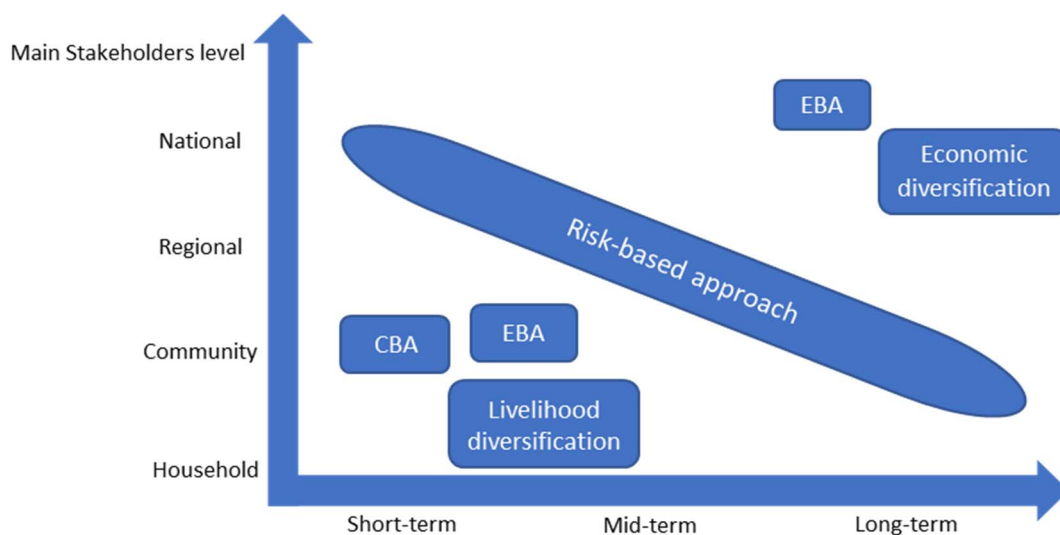 Main Stakeholders level
EBA
National
Economic
diversification
Risk-based approach
Regional
CBA
EBA
Community
Livelihood
diversification
Household
Short-term
Mid-term
Long-term